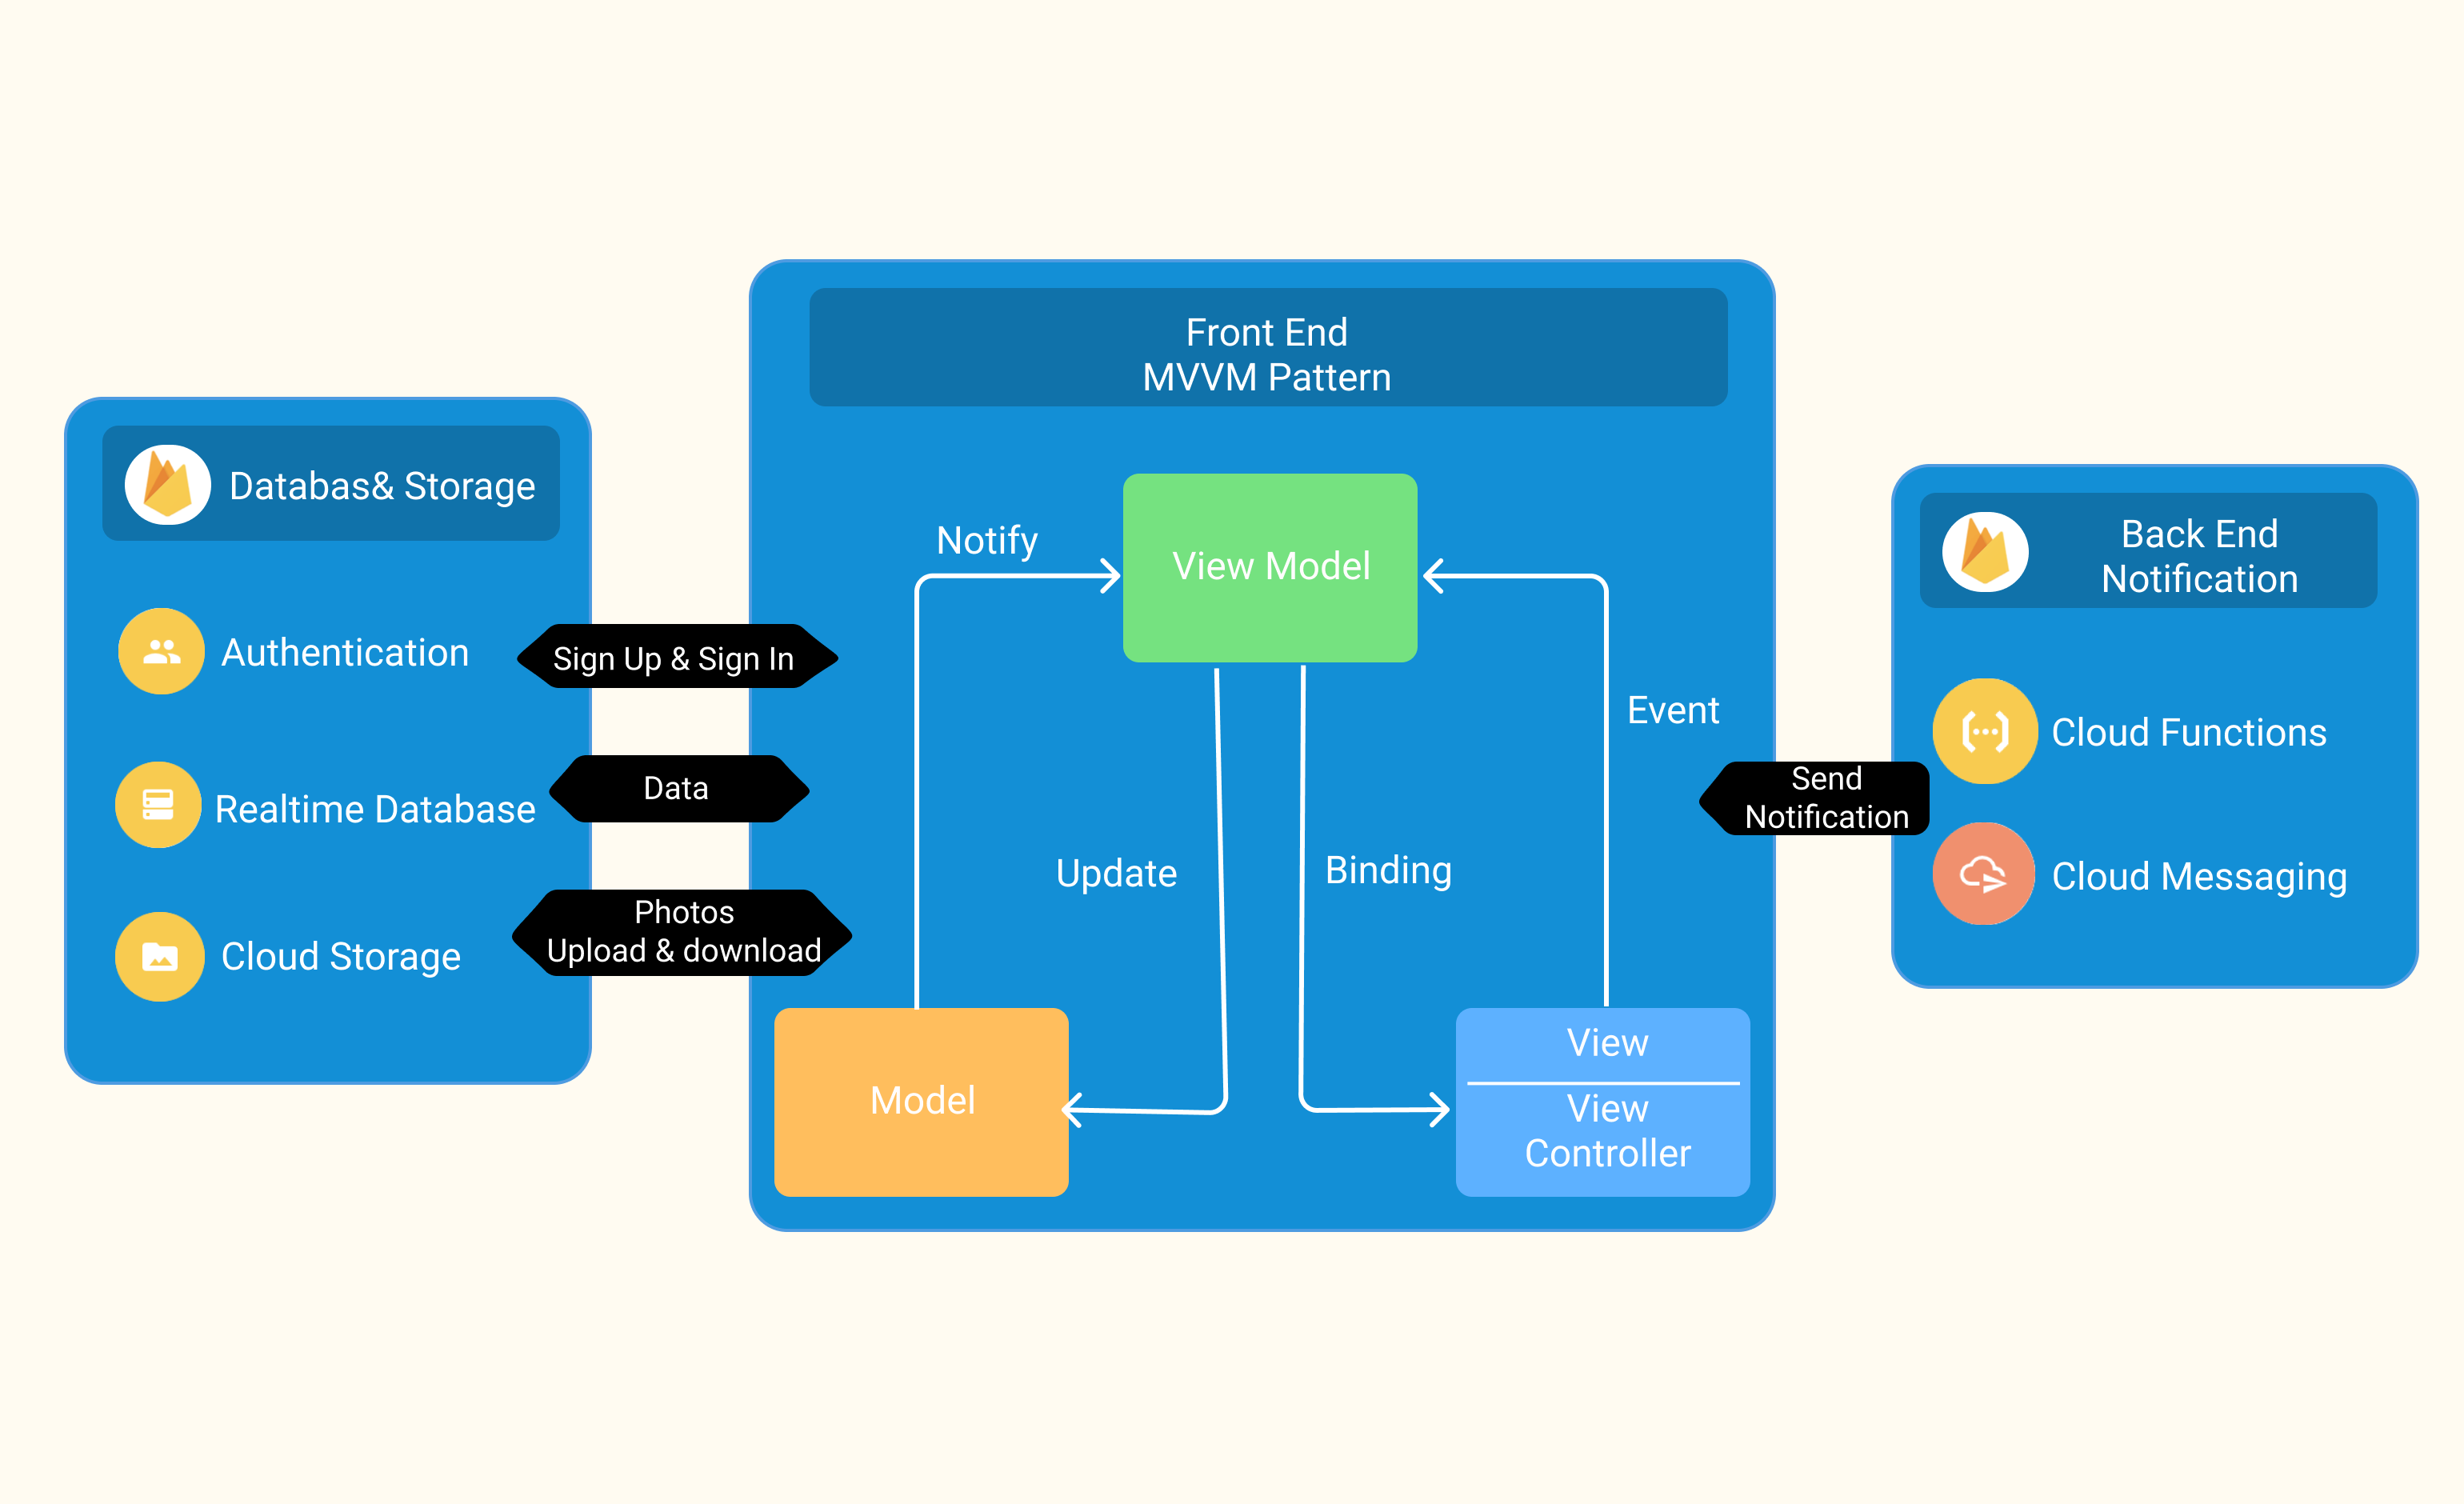 Databas& Storage
Authentication
Realtime Database
Cloud Storage
Sign Up & Sign In
Data
Photos
Upload & download
Front End
MVVM Pattern
Notify
View Model
Event
Update
Binding
Model
View
View
Controller
Send
Notification
Back End
Notification
Cloud Functions
Cloud Messaging